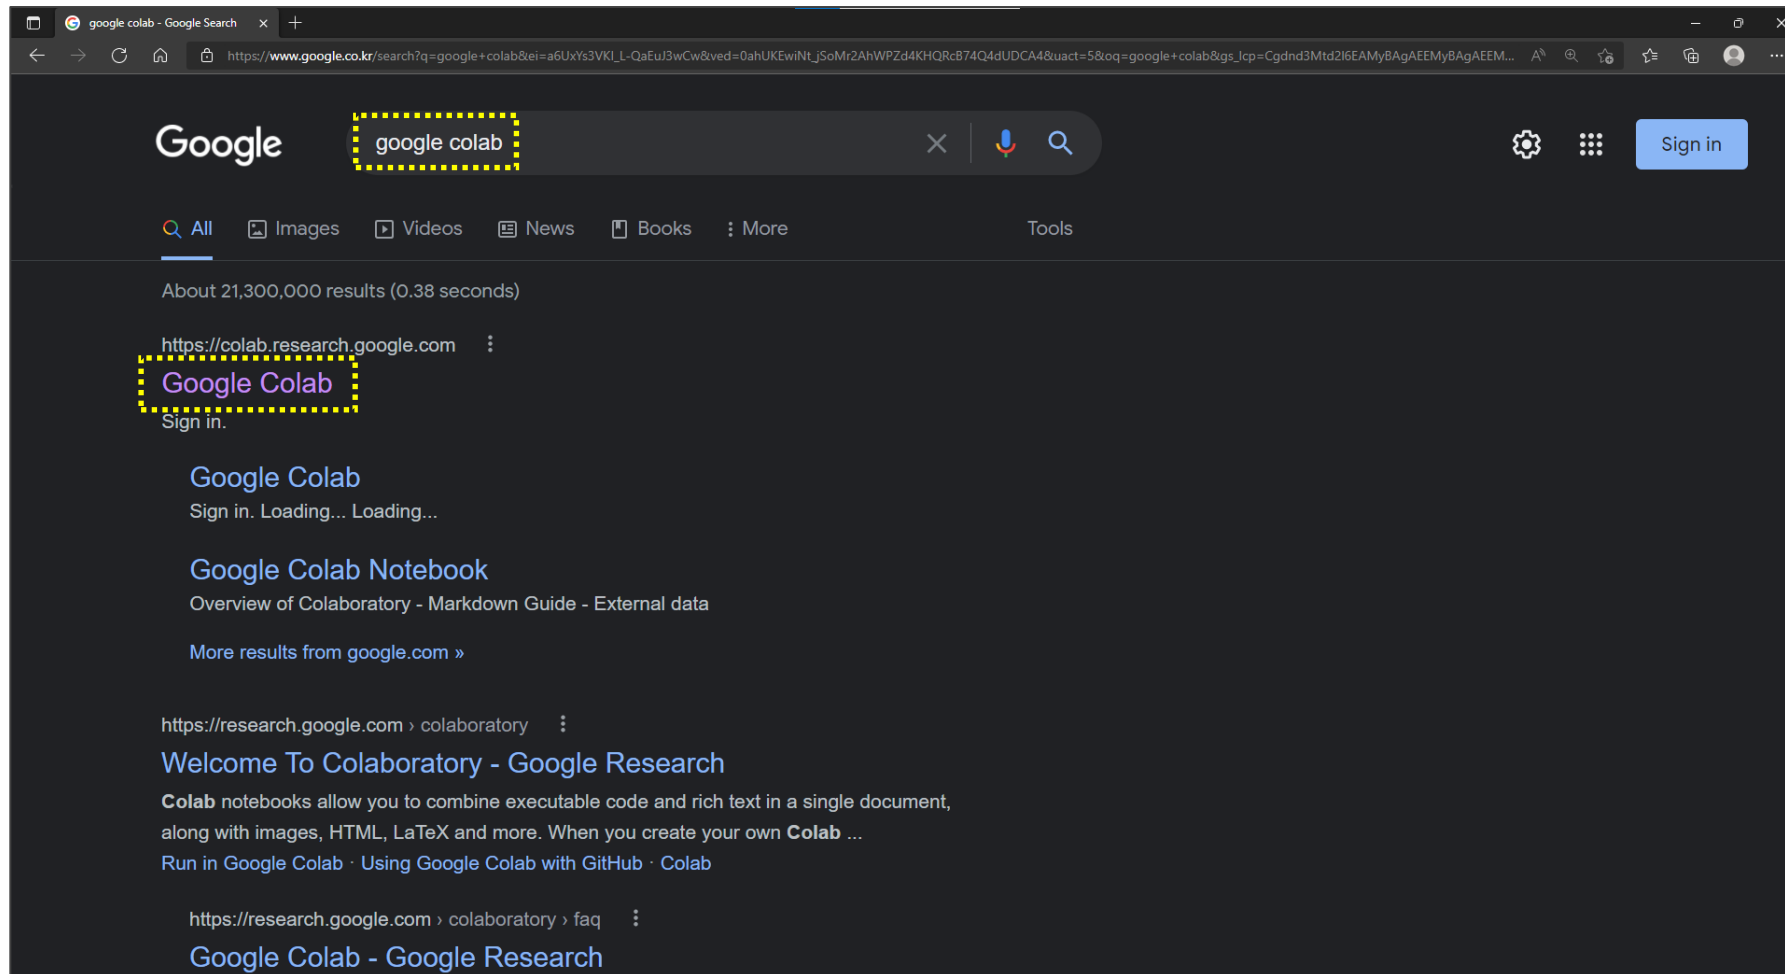 google colab - Google Search
https://www.google.co.kr/search?q=google+colab&ei=a6UxYs3VKI_L-QaEuJ3wCw&ved=0ahUKEwiNt_jSoMr2AhWPZd4KHQRcB74Q4dUDCA4&uact=5&oq=google+colab&gs_lcp=Cgdnd3Mtd2l6EAMyBAgAEEMyBAgAEEM...
Google google colab Sign in
All Images Videos News Books More Tools
About 21,300,000 results (0.38 seconds)
https://colab.research.google.com
Google Colab
Sign in.
Google Colab
Sign in. Loading... Loading...
Google Colab Notebook
Overview of Colaboratory - Markdown Guide - External data
More results from google.com »
https://research.google.com › colaboratory
Welcome To Colaboratory - Google Research
Colab notebooks allow you to combine executable code and rich text in a single document,
along with images, HTML, LaTeX and more. When you create your own Colab ...
Run in Google Colab · Using Google Colab with GitHub · Colab
https://research.google.com › colaboratory › faq
Google Colab - Google Research